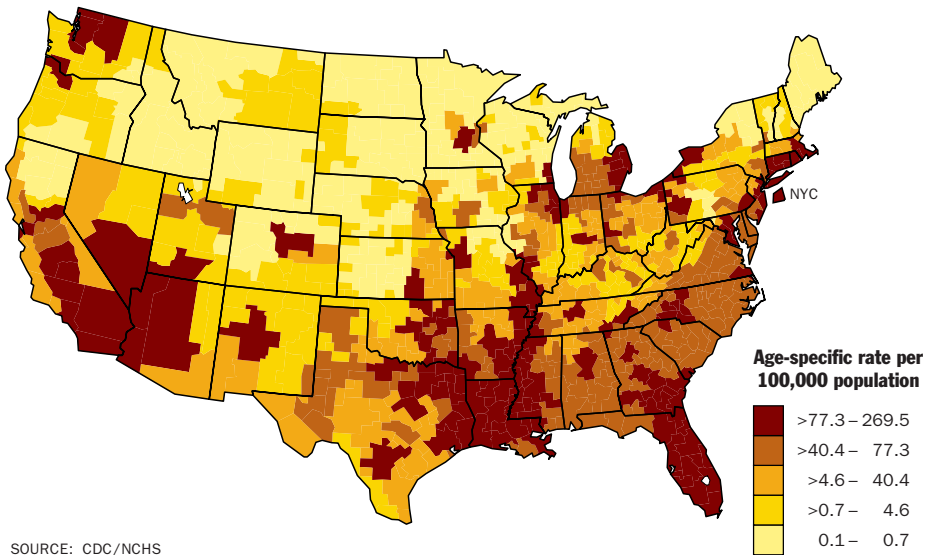 NYC
Age-specific rate per
100,000 population
>77.3 – 269.5
>40.4 – 77.3
>4.6 – 40.4
>0.7 – 4.6
0.1 – 0.7
SOURCE: CDC/NCHS